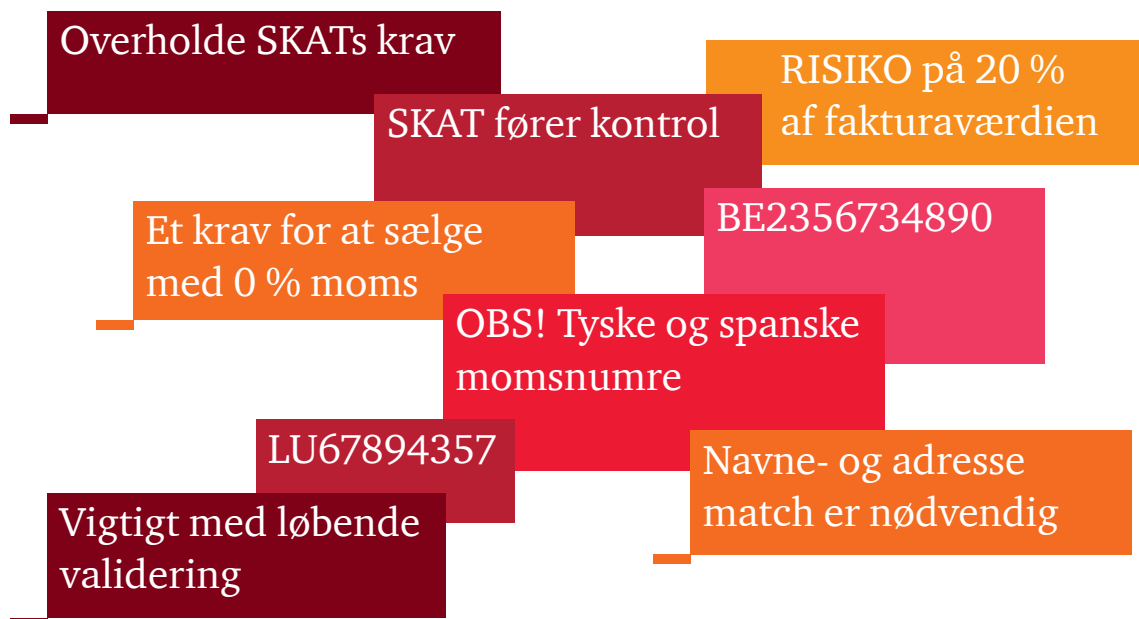 Overholde SKATs krav
RISIKO på 20 %
af fakturaværdien
SKAT fører kontrol
Et krav for at sælge
med 0 % moms
BE2356734890
OBS! Tyske og spanske
momsnumre
LU67894357
Navne- og adresse
match er nødvendig
Vigtigt med løbende
validering